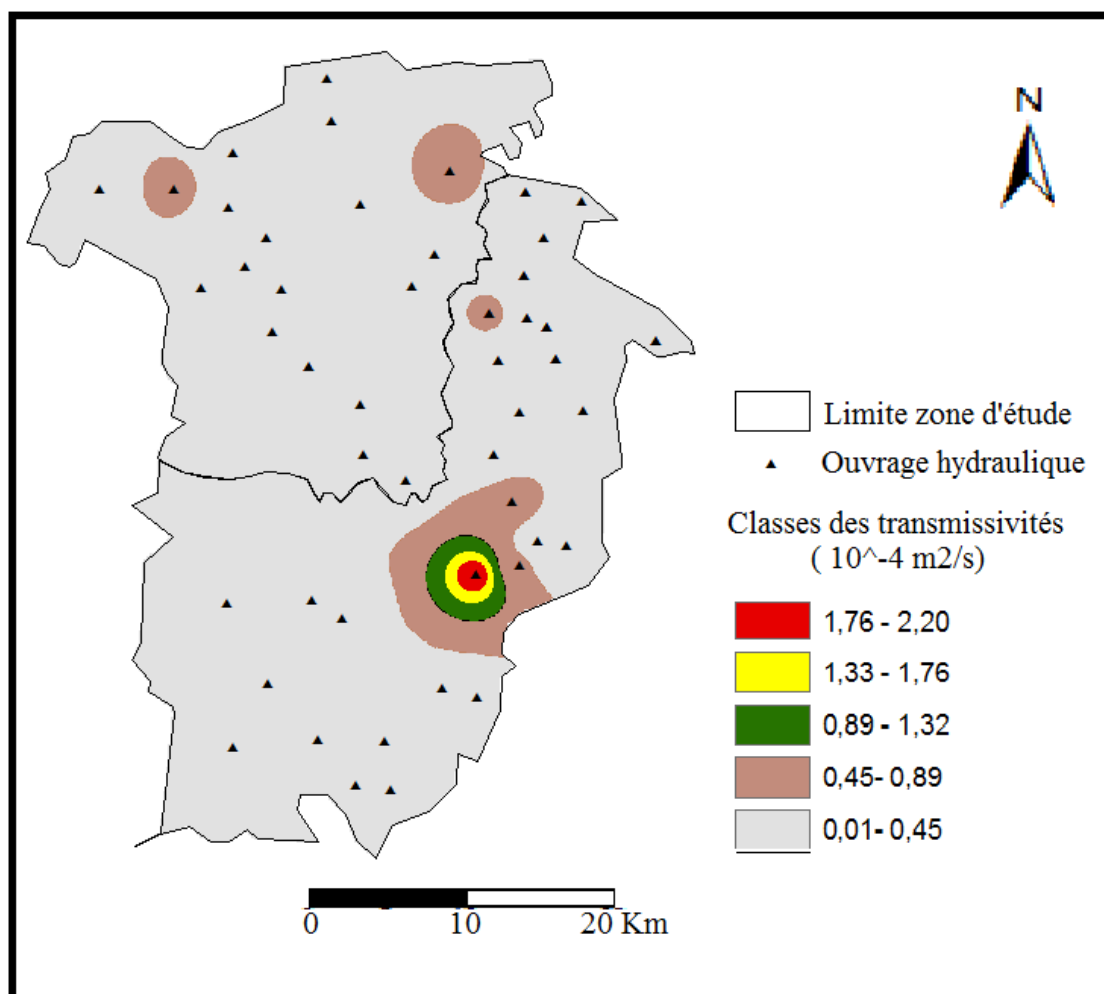 N
Limite zone d'étude
Ouvrage hydraulique
Classes des transmissivités
( 10^-4 m2/s)
1,76 - 2,20
1,33 - 1,76
0,89 - 1,32
0,45- 0,89
0,01- 0,45
0 10 20 Km